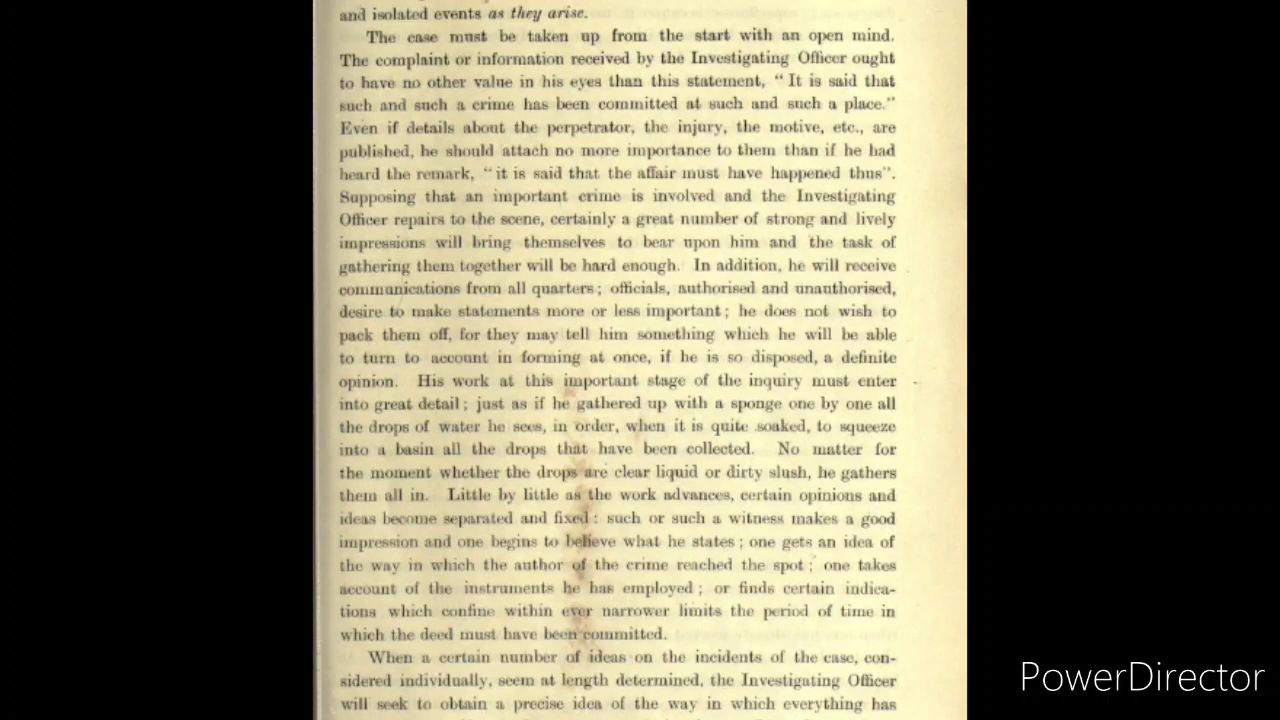 and isolated events as they arise.
The case must be taken up from the start with an open mind.
The complaint or information received by the Investigating Officer ought
to have no other value in his eyes than this statement, “ It is said that
such and such a crime has been committed at such and such a place.”
Even if details about the perpetrator, the injury, the motive, etc., are
published, he should attach no more importance to them than if he had
heard the remark, “it is said that the affair must have happened thus”.
Supposing that an important crime is involved and the Investigating
Officer repairs to the scene, certainly a great number of strong and lively
impressions will bring themselves to bear upon him and the task of
gathering them together will be hard enough. In addition, he will receive
communications from all quarters ; officials, authorised and unauthorised,
desire to make statements more or less important ; he does not wish to
pack them off, for they may tell him something which he will be able
to turn to account in forming at once, if he is so disposed, a definite
opinion. His work at this important stage of the inquiry must enter
into great detail ; just as if he gathered up with a sponge one by one all
the drops of water he sees, in order, when it is quite soaked, to squeeze
into a basin all the drops that have been collected. No matter for
the moment whether the drops are clear liquid or dirty slush, he gathers
them all in. Little by little as the work advances, certain opinions and
ideas become separated and fixed : such or such a witness makes a good
impression and one begins to believe what he states ; one gets an idea of
the way in which the author of the crime reached the spot ; one takes
account of the instruments he has employed ; or finds certain indica-
tions which confine within ever narrower limits the period of time in
which the deed must have been committed.
When a certain number of ideas on the incidents of the case, con-
sidered individually, seem at length determined, the Investigating Officer
will seek to obtain a precise idea of the way in which everything has
PowerDirector